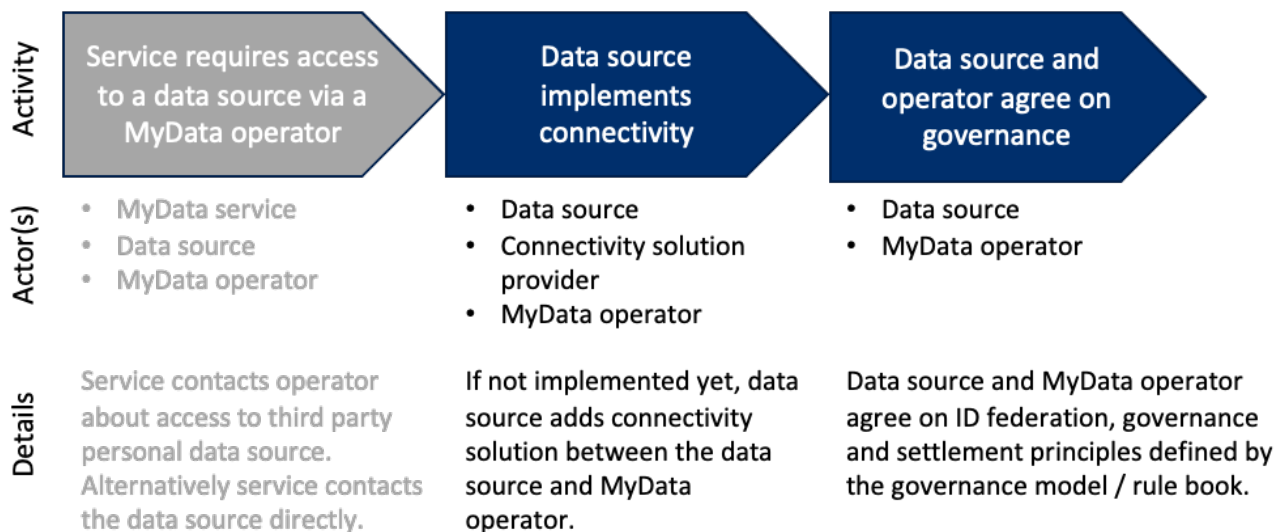 Activity
Service requires access
to a data source via a
MyData operator
Data source
implements
connectivity
Data source and
operator agree on
governance
Actor(s)
• MyData service
• Data source
• MyData operator
• Data source
• Connectivity solution
provider
• MyData operator
• Data source
• MyData operator
Details
Service contacts operator
about access to third party
personal data source.
Alternatively service contacts
the data source directly.
If not implemented yet, data
source adds connectivity
solution between the data
source and MyData
operator.
Data source and MyData operator
agree on ID federation, governance
and settlement principles defined by
the governance model / rule book.